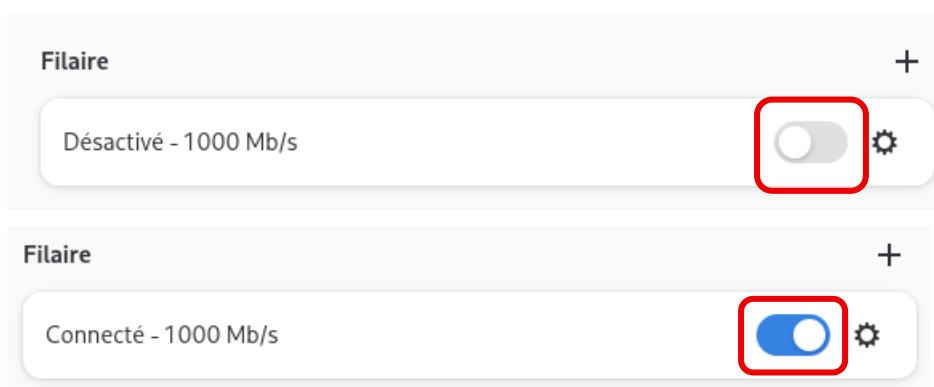 Filaire
Désactivé - 1000 Mb/s
Filaire
Connecté - 1000 Mb/s